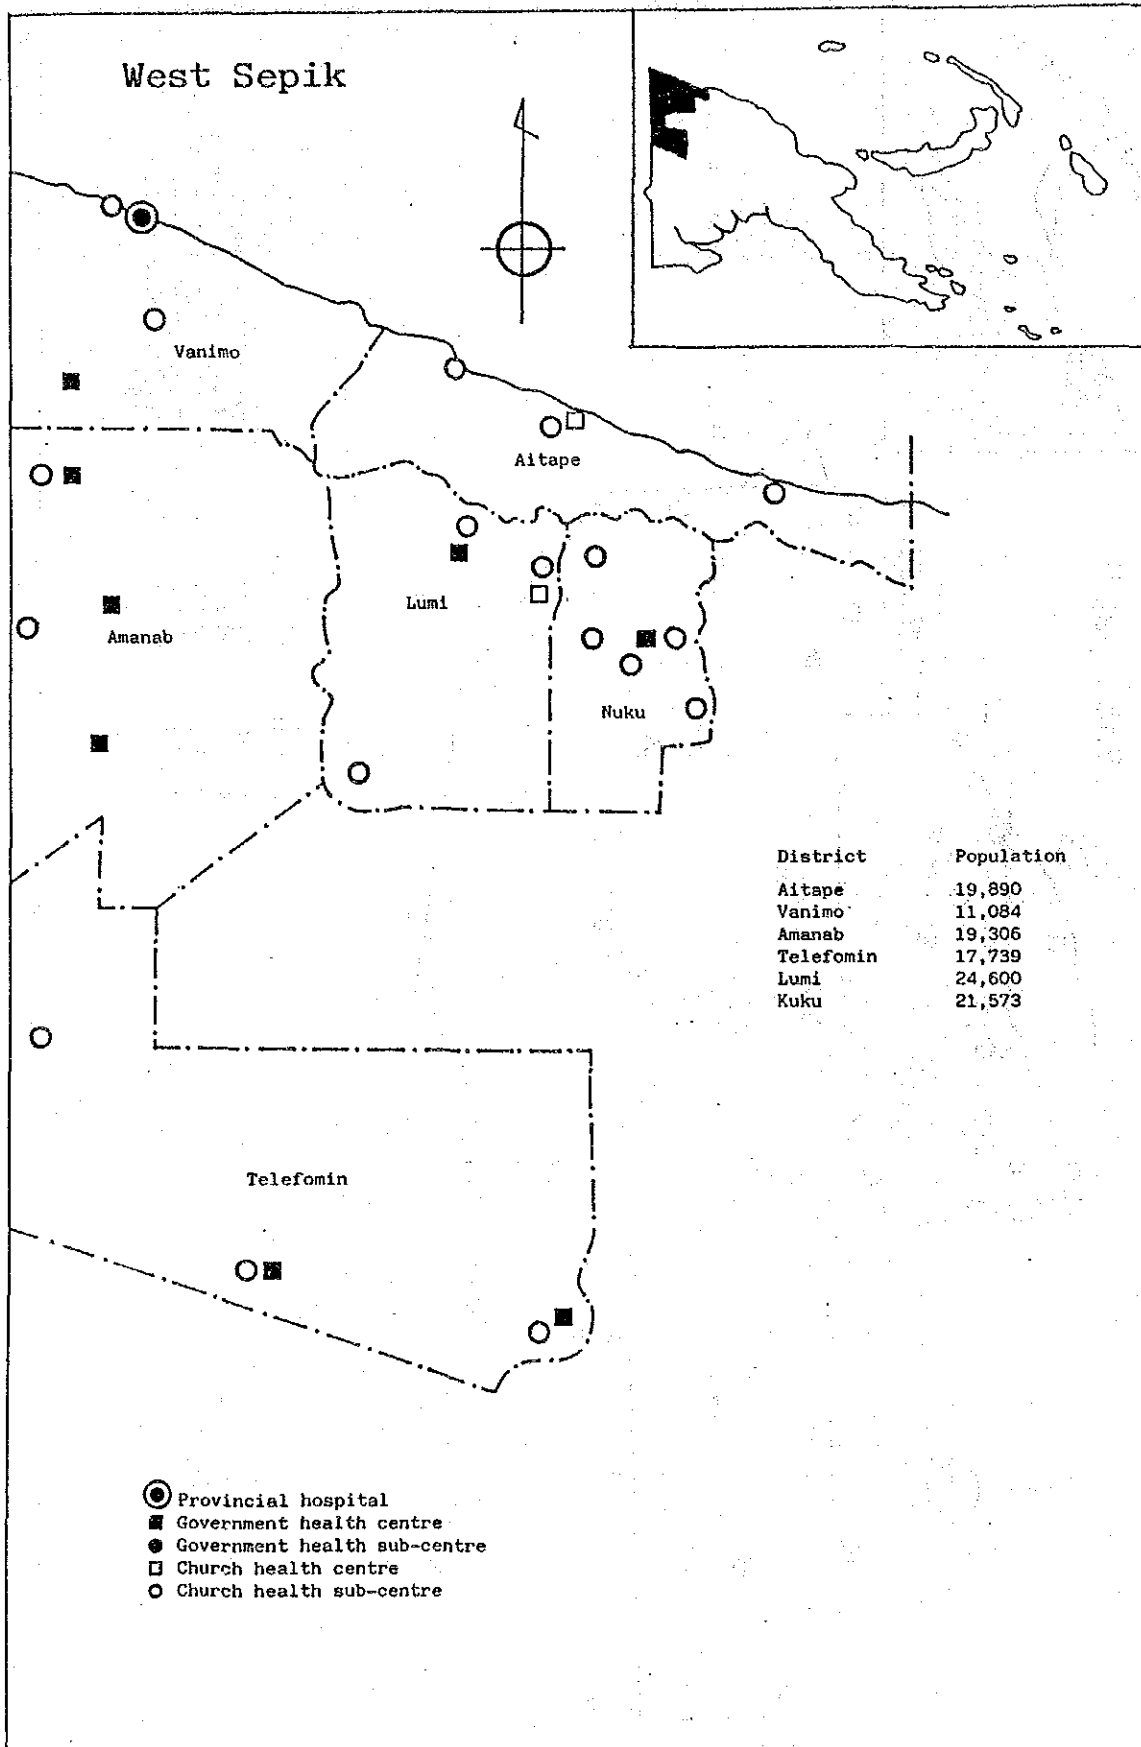 West Sepik
Vanimo
Aitape
Lumi
Amanab
Nuku
District Population
Aitape 19,890
Vanimo 11,084
Amanab 19,306
Telefomin 17,739
Lumi 24,600
Kuku 21,573
Telefomin
Provincial hospital
Government health centre
Government health sub-centre
Church health centre
Church health sub-centre